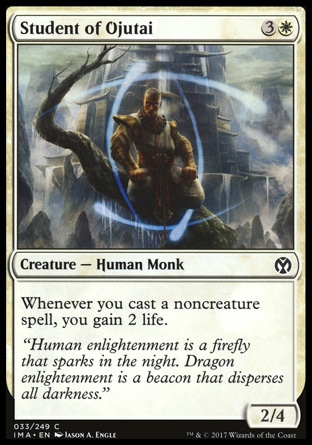 Student of Ojutai 3
Creature — Human Monk
Whenever you cast a noncreature
spell, you gain 2 life.
“Human enlightenment is a firefly
that sparks in the night. Dragon
enlightenment is a beacon that disperses
all darkness.”
2/4
033/249 C
IMA • EN Jason A. Engle
™ & © 2017 Wizards of the Coast